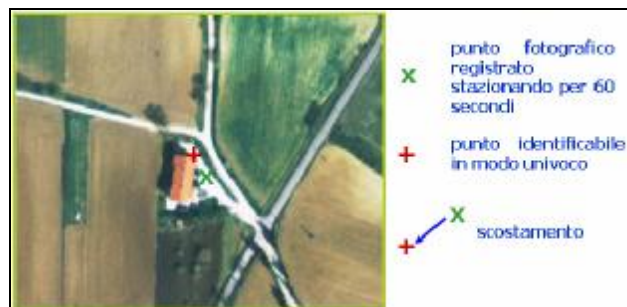 punto fotografico
registrato
stazionando per 60
secondi
punto identificabile
in modo univoco
scostamento